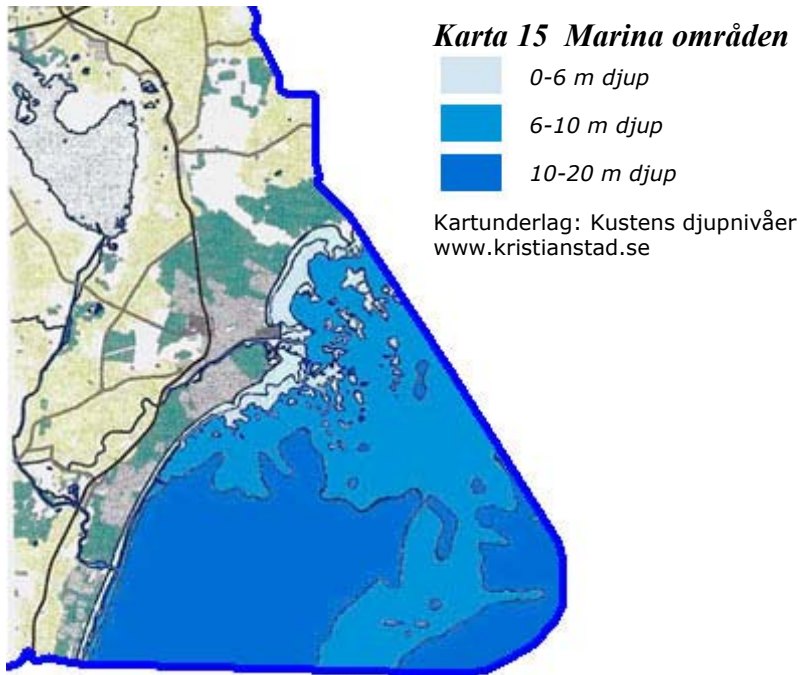 Karta 15 Marina områden
0-6 m djup
6-10 m djup
10-20 m djup
Kartunderlag: Kustens djupnivåer
www.kristianstad.se